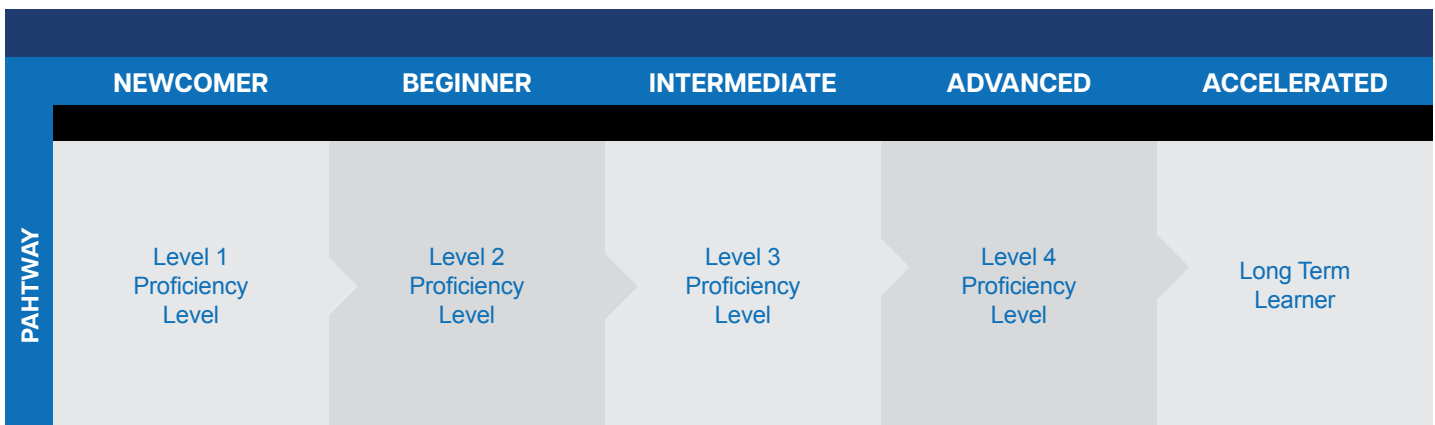 NEWCOMER BEGINNER INTERMEDIATE ADVANCED ACCELERATED
PAHTWAY
Level 1
Proficiency
Level
Level 2
Proficiency
Level
Level 3
Proficiency
Level
Level 4
Proficiency
Level
Long Term
Learner